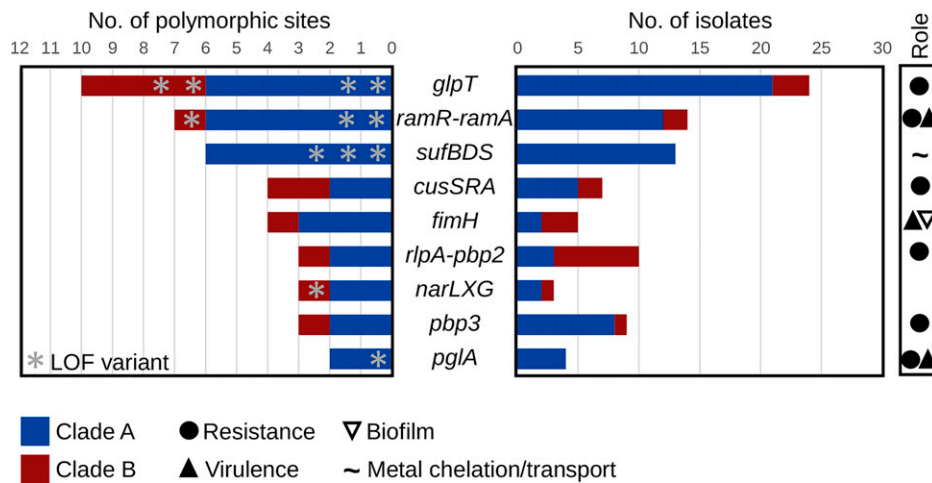 No. of polymorphic sites No. of isolates Role
12 11 10 9 8 7 6 5 4 3 2 1 0 0 5 10 15 20 25 30
glpT
ramR-ramA
sufBDS
cusSRA
fimH
rlpA-pbp2
narLXG
pbp3
* LOF variant pglA
Clade A Resistance Biofilm
Clade B Virulence ~ Metal chelation/transport